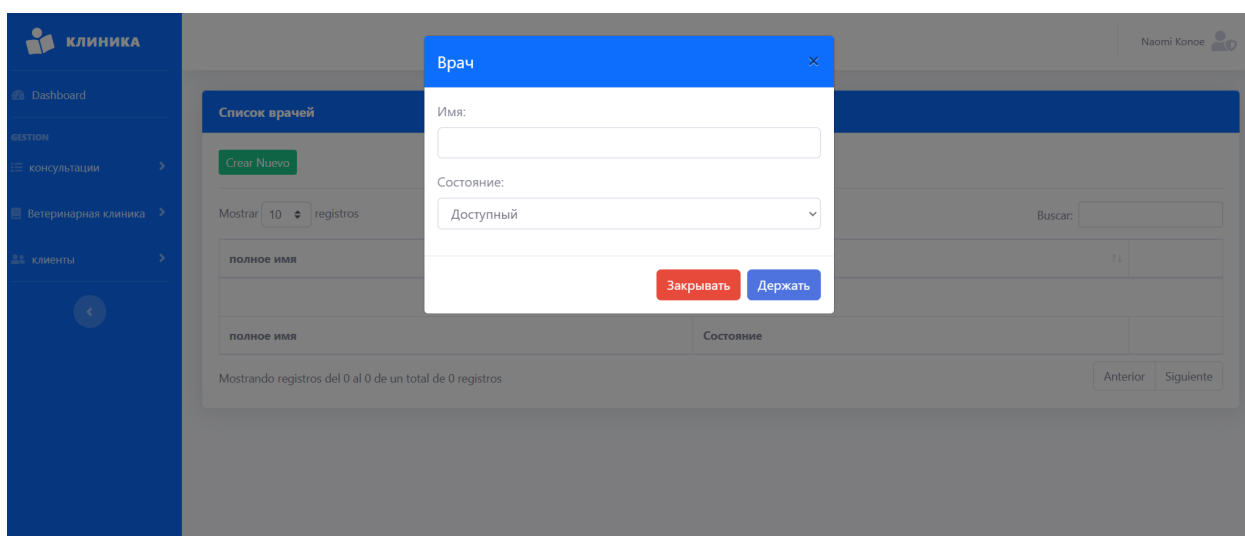 КЛИНИКА
Naomi Konoe
Dashboard
GESTION
консультации
Ветеринарная клиника
клиенты
Список врачей
Crear Nuevo
Mostrar 10 registros
Buscar:
полное имя
полное имя Состояние
Mostrando registros del 0 al 0 de un total de 0 registros
Anterior Siguiente
Врач
×
Имя:
Состояние:
Доступный
Закрывать Держать